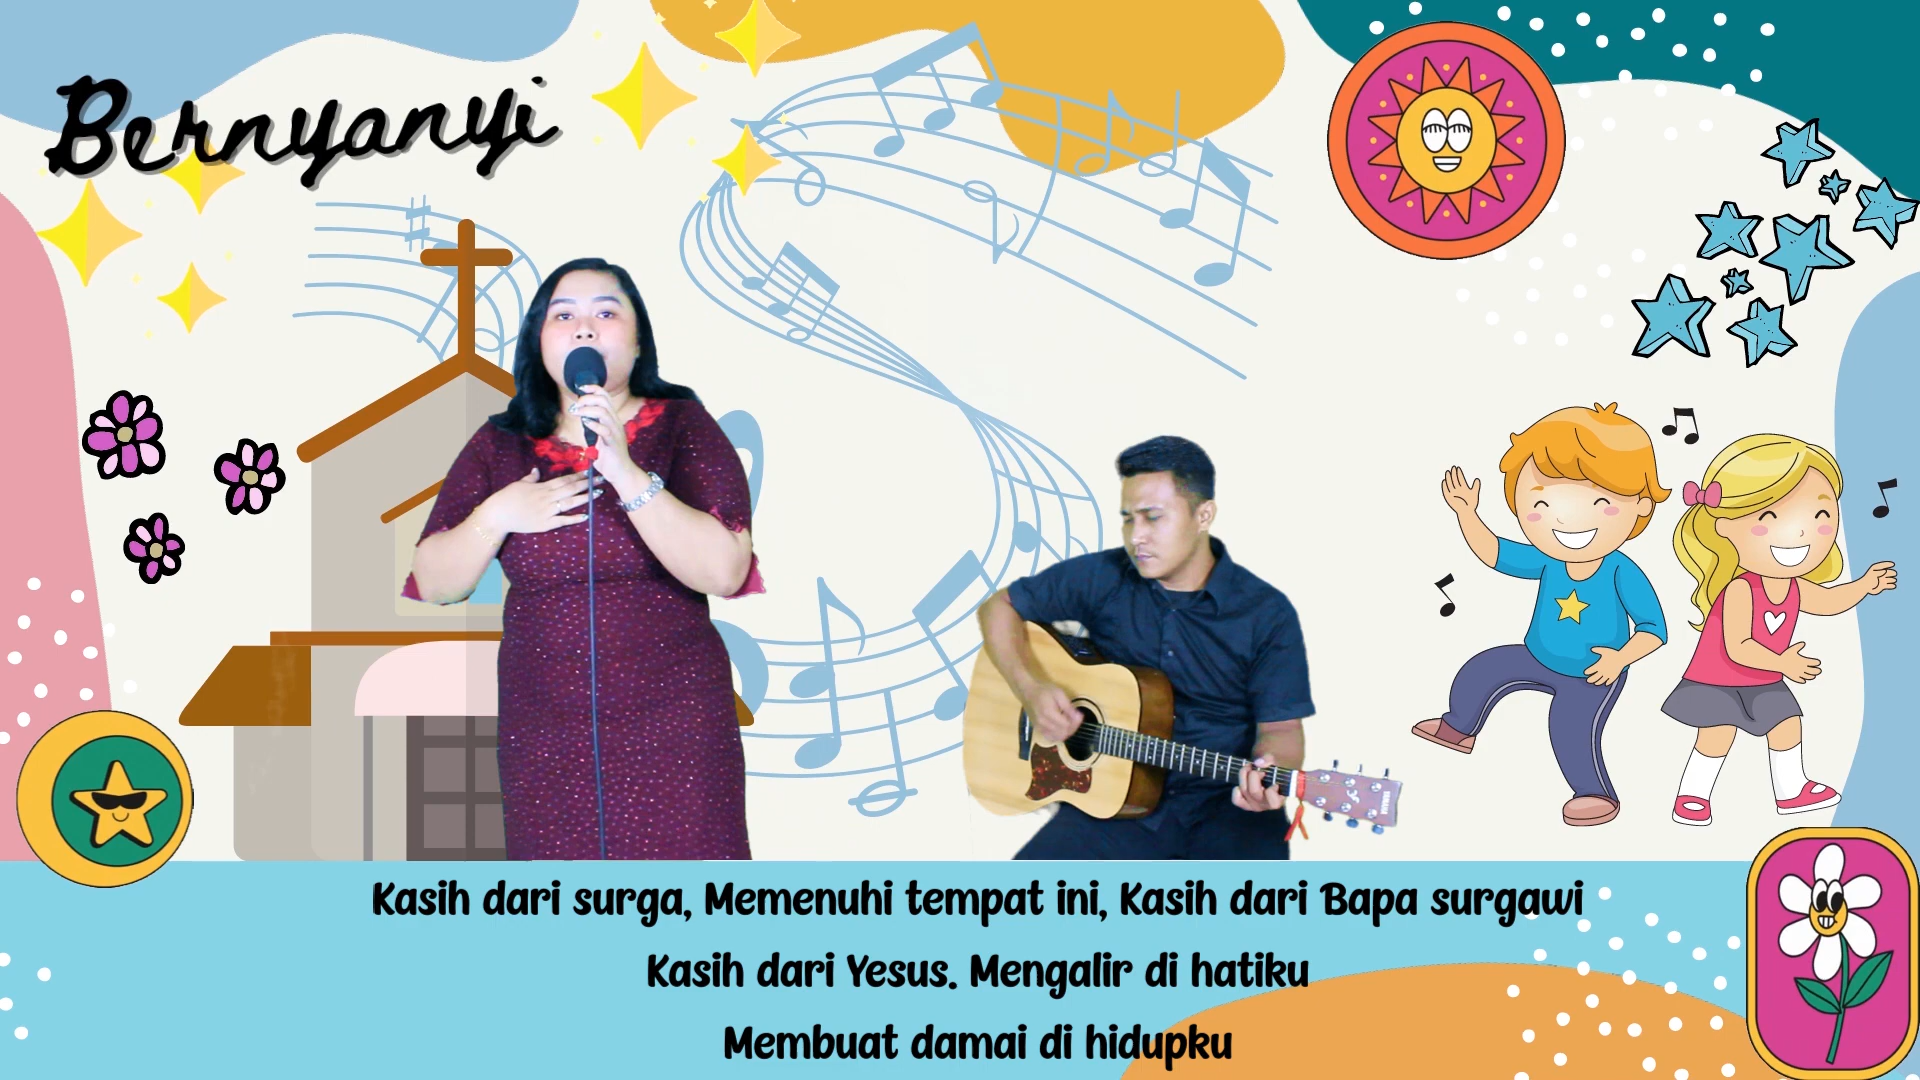 Bernyanyi
Kasih dari surga, Memenuhi tempat ini, Kasih dari Bapa surgawi
Kasih dari Yesus. Mengalir di hatiku
Membuat damai di hidupku